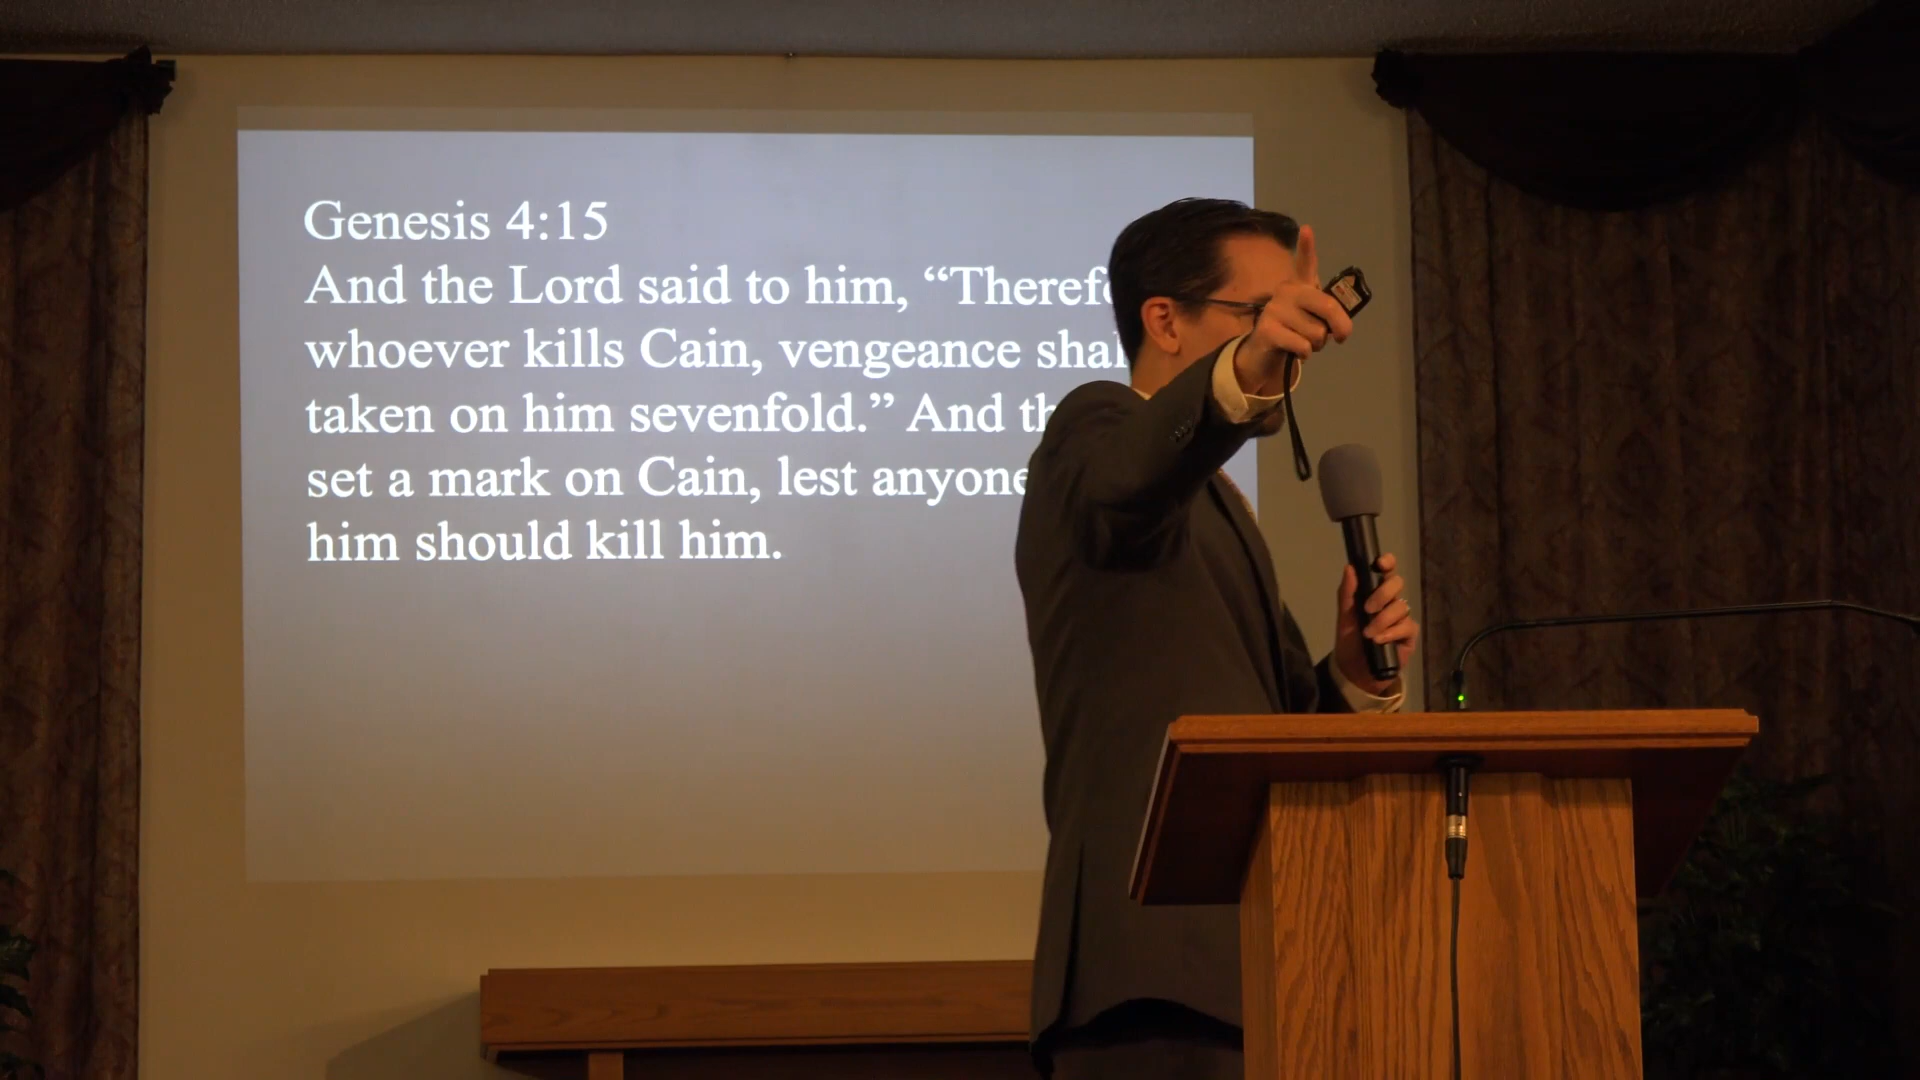 Genesis 4:15
And the Lord said to him, “Therefo
whoever kills Cain, vengeance shal
taken on him sevenfold.” And th
set a mark on Cain, lest anyone
him should kill him.